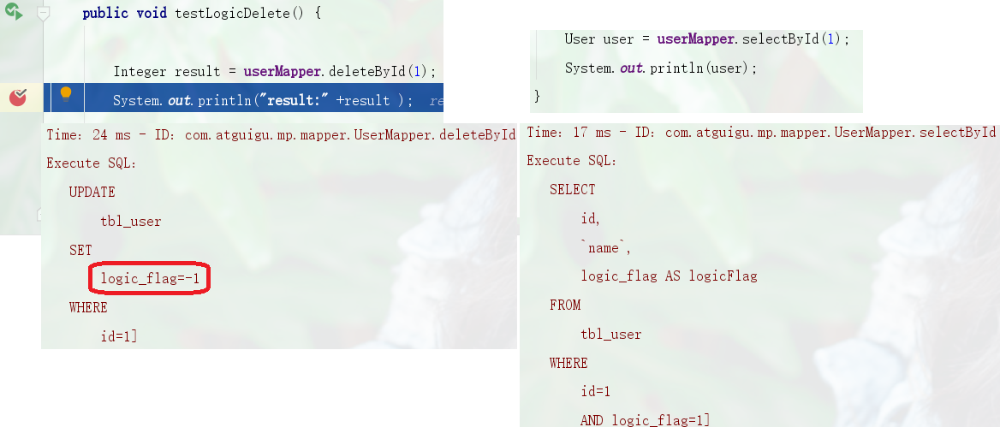 public void testLogicDelete() {
Integer result = userMapper.deleteById(1);
System.out.println("result:" +result ); re
Time: 24 ms - ID: com.atguigu.mp.mapper.UserMapper.deleteById
Execute SQL:
UPDATE
tbl_user
SET
logic_flag=-1
WHERE
id=1]
User user = userMapper.selectById(1);
System.out.println(user);
}
Time: 17 ms - ID: com.atguigu.mp.mapper.UserMapper.selectById
Execute SQL:
SELECT
id,
`name`,
logic_flag AS logicFlag
FROM
tbl_user
WHERE
id=1
AND logic_flag=1]